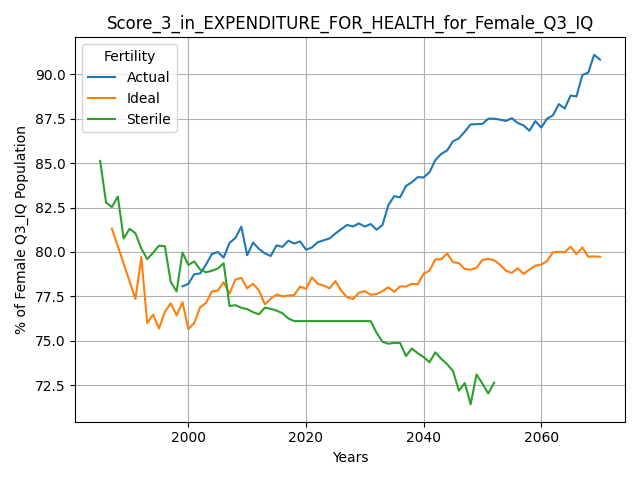 Score_3_in_EXPENDITURE_FOR_HEALTH_for_Female_Q3_IQ
Fertility
Actual
Ideal
Sterile
% of Female Q3_IQ Population
90.0
87.5
85.0
82.5
80.0
77.5
75.0
72.5
2000
2020
2040
2060
Years